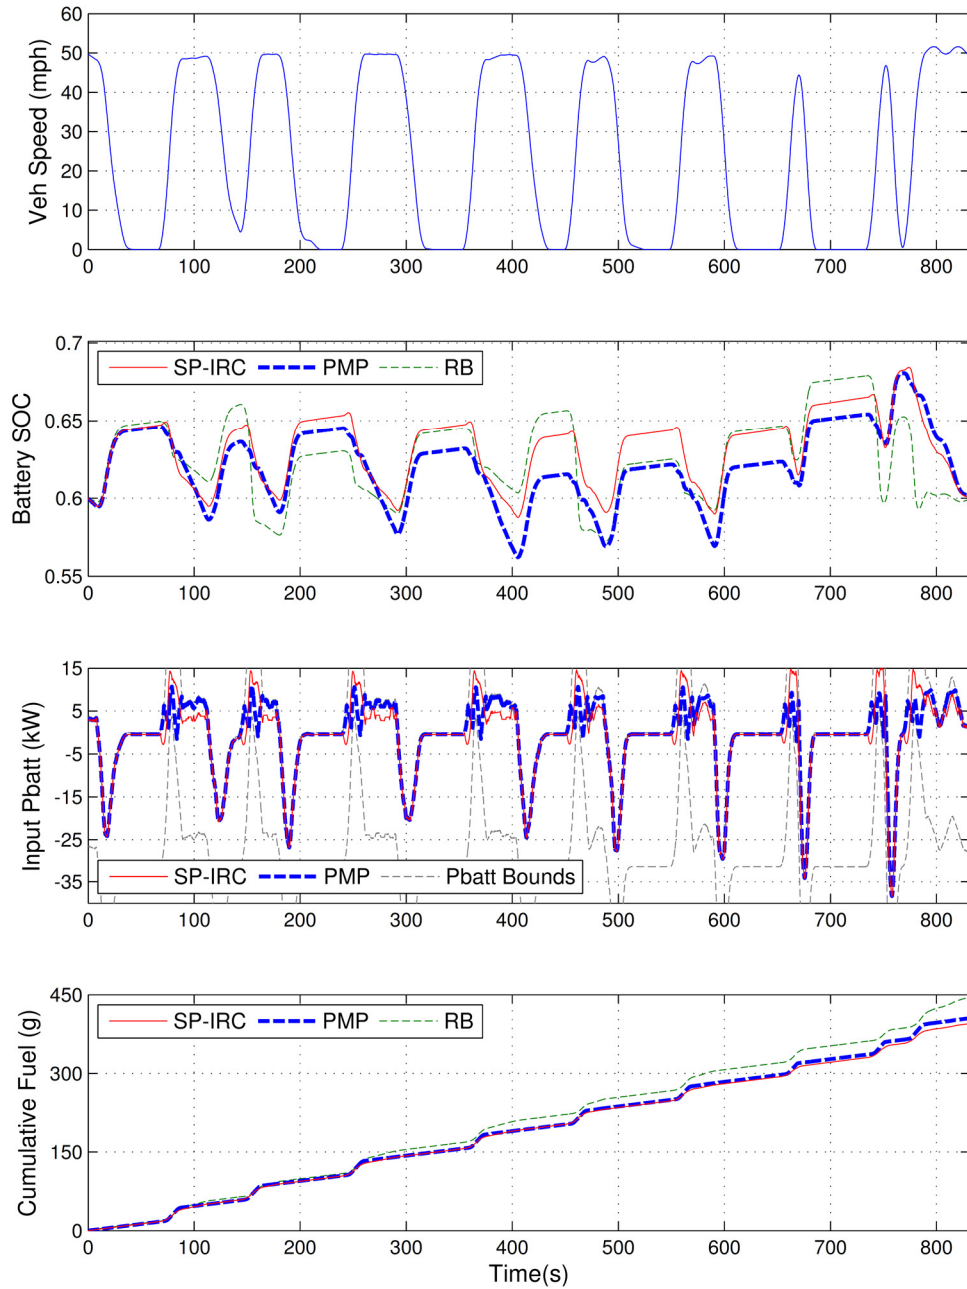 60
50
40
30
20
10
0
Veh Speed (mph)
0 100 200 300 400 500 600 700 800
0.7
0.65
0.6
0.55
Battery SOC
SP-IRC PMP RB
0 100 200 300 400 500 600 700 800
15
5
-5
-15
-25
-35
Input Pbatt (kW)
SP-IRC PMP Pbatt Bounds
0 100 200 300 400 500 600 700 800
450
300
150
0
Cumulative Fuel (g)
SP-IRC PMP RB
0 100 200 300 400 500 600 700 800
Time(s)